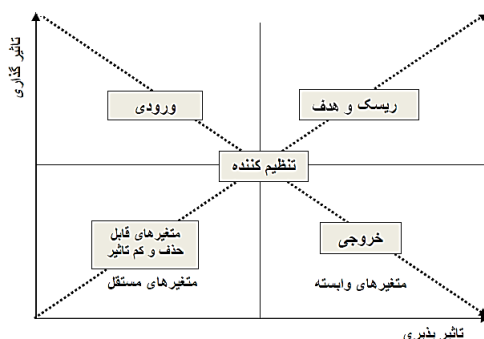 تاثیر گذاری
ورودی
ریسک و هدف
تنظیم کننده
متغیرهای قابل
حذف و کم تاثیر
خروجی
متغیرهای مستقل
متغیرهای وابسته
تاثیر پذیری